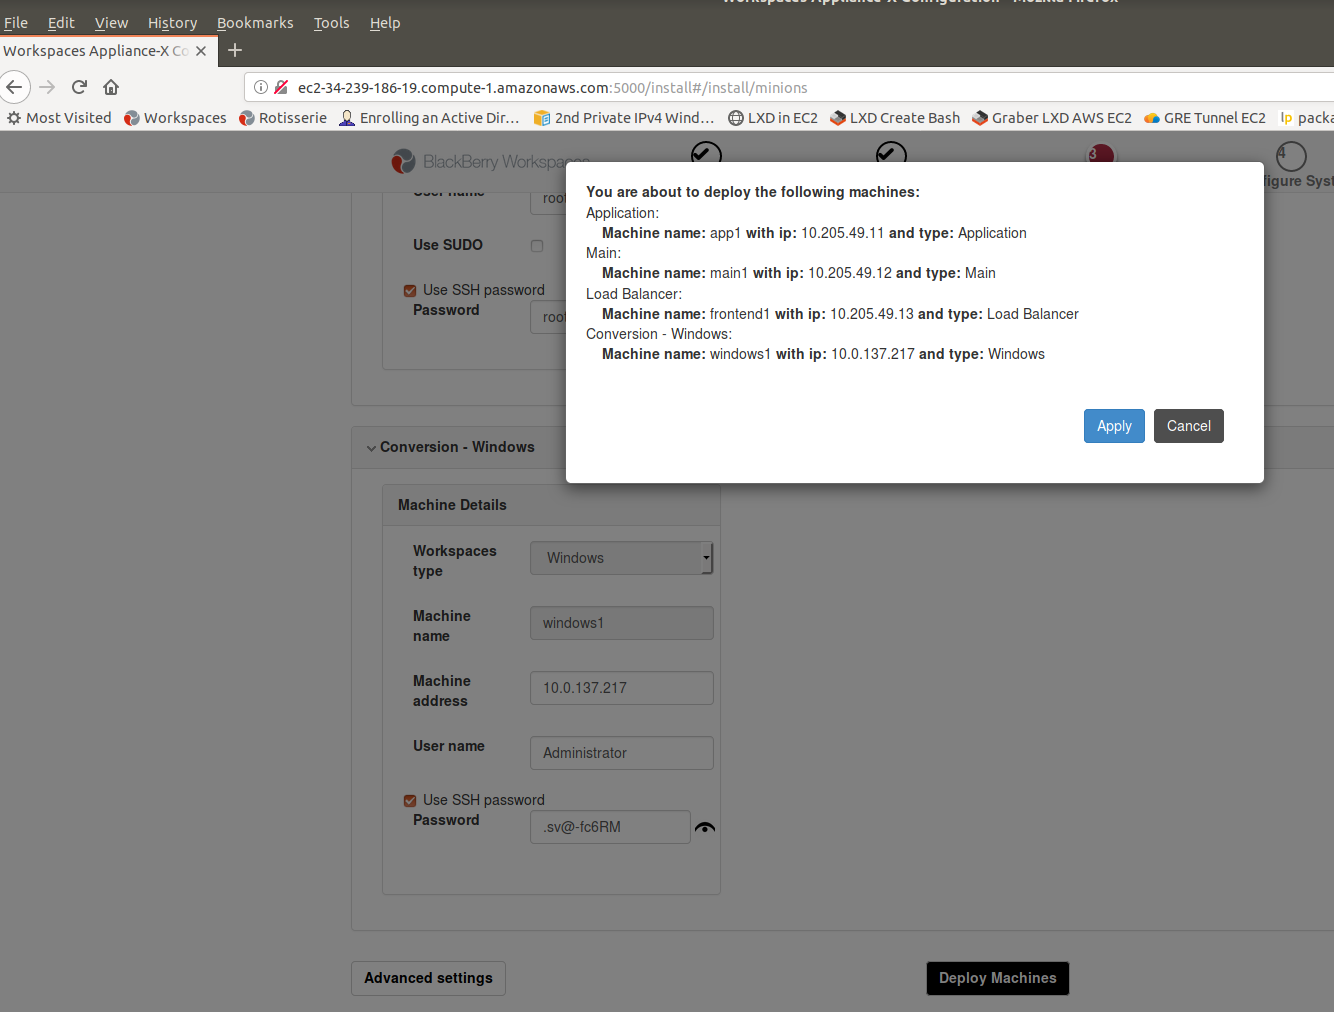 File Edit View History Bookmarks Tools Help
Workspaces Appliance-X Co
ec2-34-239-186-19.compute-1.amazonaws.com:5000/install#/install/minions
Most Visited Workspaces Rotisserie Enrolling an Active Dir... 2nd Private IPv4 Wind... LXD in EC2 LXD Create Bash Graber LXD AWS EC2 GRE Tunnel EC2 packa
BlackBerry Workspaces 3 4
figure Syst
User name root
Use SUDO
Use SSH password
Password root
You are about to deploy the following machines:
Application:
Machine name: app1 with ip: 10.205.49.11 and type: Application
Main:
Machine name: main1 with ip: 10.205.49.12 and type: Main
Load Balancer:
Machine name: frontend1 with ip: 10.205.49.13 and type: Load Balancer
Conversion - Windows:
Machine name: windows1 with ip: 10.0.137.217 and type: Windows
Apply Cancel
Conversion - Windows
Machine Details
Workspaces
type
Windows
Machine
name
windows1
Machine
address
10.0.137.217
User name Administrator
Use SSH password
Password .sv@-fc6RM
Advanced settings Deploy Machines